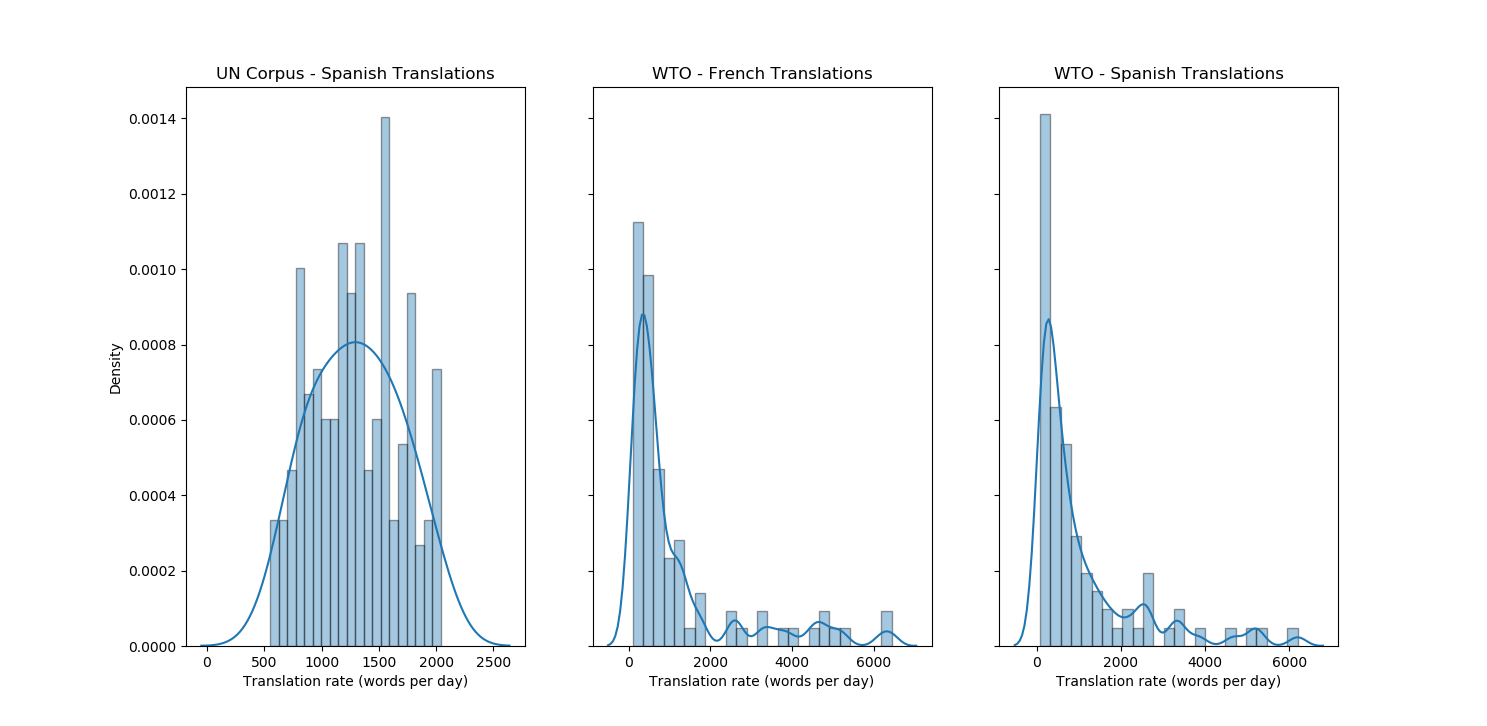 UN Corpus - Spanish Translations
WTO - French Translations
WTO - Spanish Translations
Density
0.0014
0.0012
0.0010
0.0008
0.0006
0.0004
0.0002
0.0000
0 500 1000 1500 2000 2500
0 2000 4000 6000
0 2000 4000 6000
Translation rate (words per day)
Translation rate (words per day)
Translation rate (words per day)